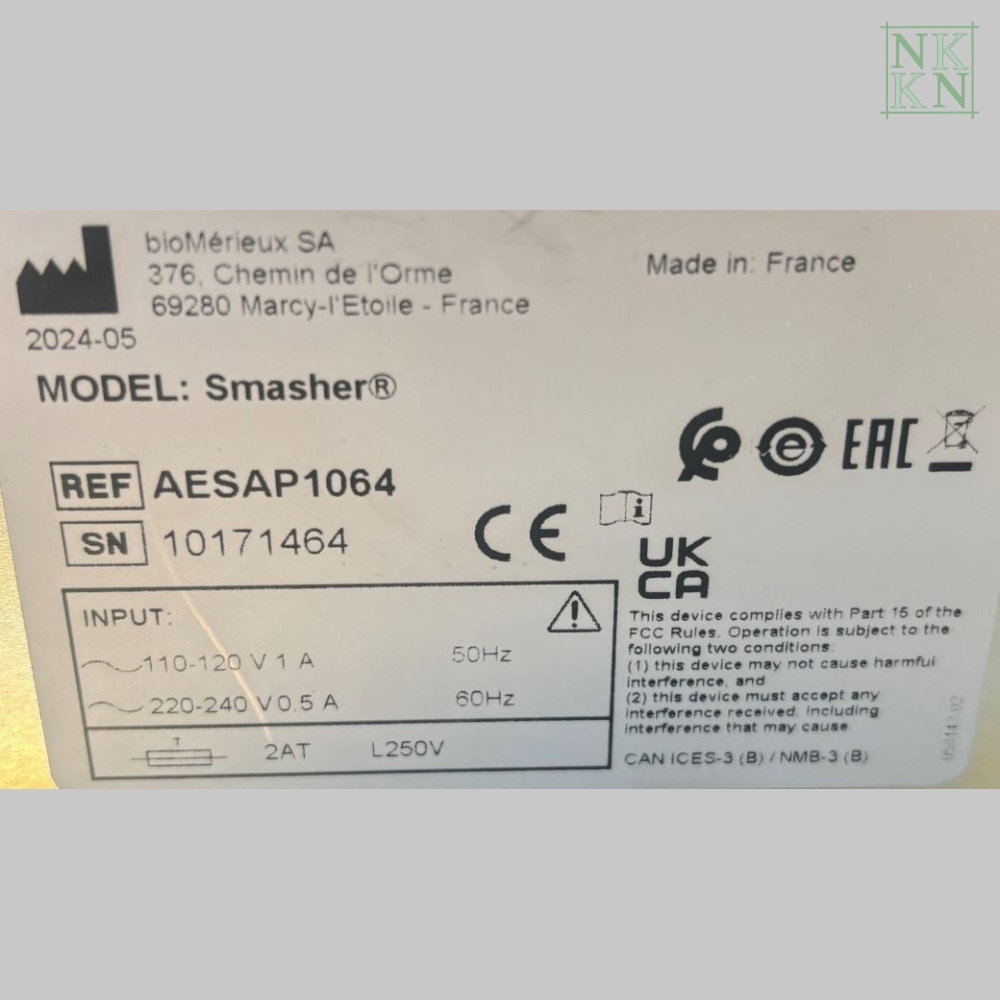 NK
KN
bioMérieux SA
376, Chemin de l'Orme
69280 Marcy-l'Etoile - France
Made in: France
2024-05
MODEL: Smasher®
REF AESAP1064
SN 10171464
CE
EAC
UK
CA
INPUT:
110-120 V 1 A 50Hz
220-240 V 0.5 A 60Hz
T
2AT L250V
This device complies with Part 15 of the
FCC Rules. Operation is subject to the
following two conditions:
(1) this device may not cause harmful
interference, and
(2) this device must accept any
interference received, including
interference that may cause
CAN ICES-3 (B) / NMB-3 (B)